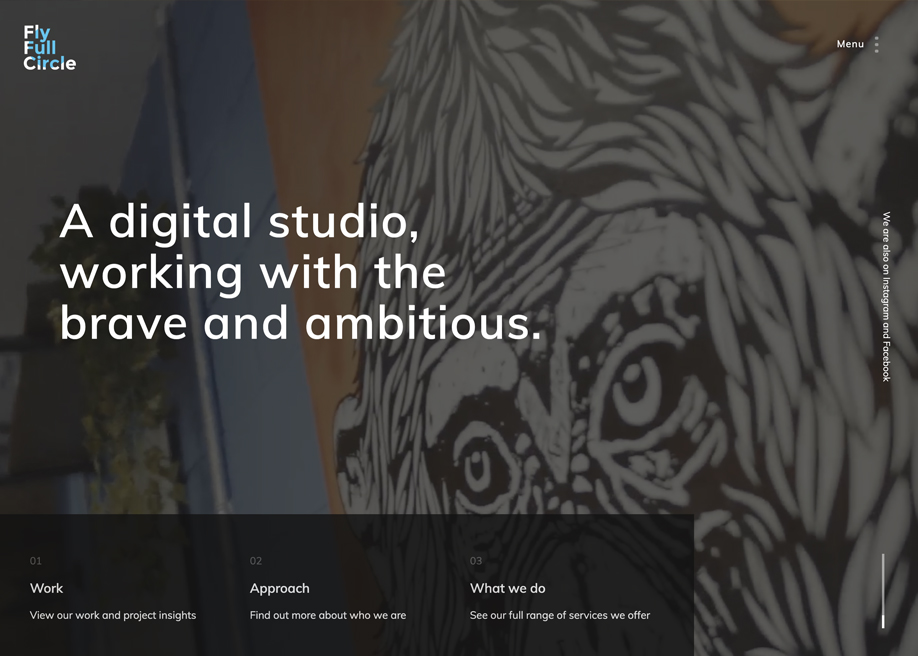 Fly
Full
Circle
Menu
A digital studio,
working with the
brave and ambitious.
We are also on Instagram and Facebook
01
Work
View our work and project insights
02
Approach
Find out more about who we are
03
What we do
See our full range of services we offer